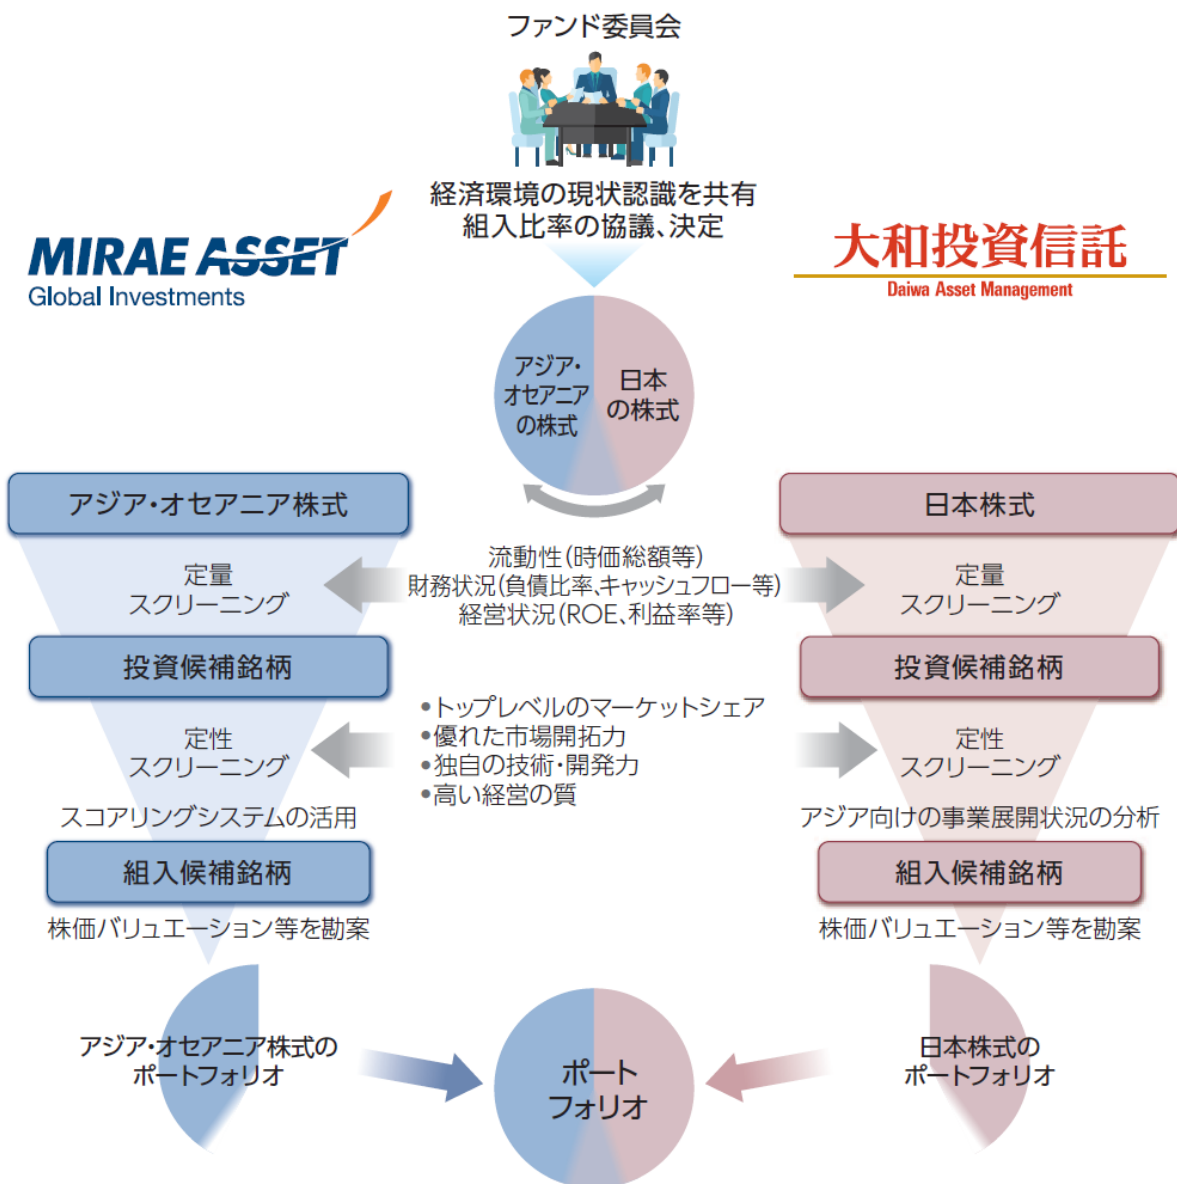 ファンド委員会
経済環境の現状認識を共有
組入比率の協議、決定
MIRAE ASSET
Global Investments
大和投資信託
Daiwa Asset Management
アジア・
オセアニア
の株式
日本
の株式
アジア・オセアニア株式
日本株式
定量
スクリーニング
流動性(時価総額等)
財務状況(負債比率、キャッシュフロー等)
経営状況(ROE、利益率等)
定量
スクリーニング
投資候補銘柄
投資候補銘柄
定性
スクリーニング
•トップレベルのマーケットシェア
•優れた市場開拓力
•独自の技術・開発力
•高い経営の質
定性
スクリーニング
スコアリングシステムの活用
アジア向けの事業展開状況の分析
組入候補銘柄
組入候補銘柄
株価バリュエーション等を勘案
株価バリュエーション等を勘案
アジア・オセアニア株式の
ポートフォリオ
ポート
フォリオ
日本株式の
ポートフォリオ